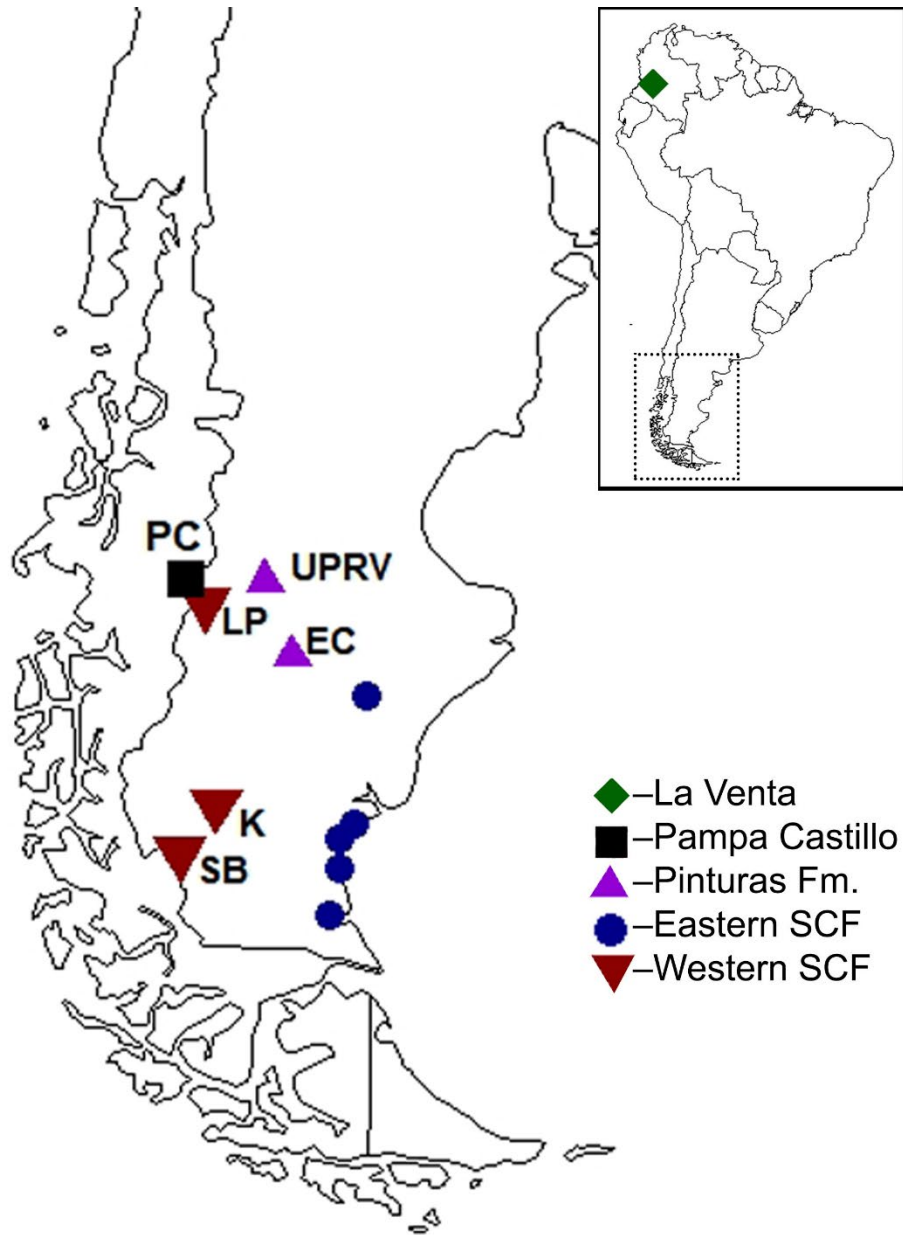 PC
UPRV
LP
EC
K
SB
–La Venta
–Pampa Castillo
–Pinturas Fm.
–Eastern SCF
–Western SCF